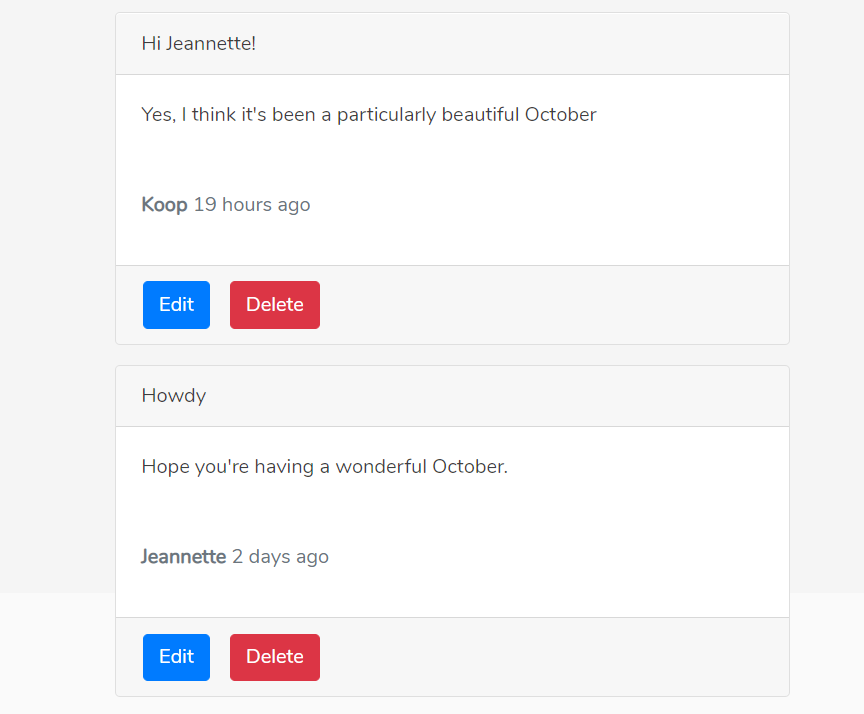 Hi Jeannette!
Yes, I think it's been a particularly beautiful October
Koop 19 hours ago
Edit Delete
Howdy
Hope you're having a wonderful October.
Jeannette 2 days ago
Edit Delete